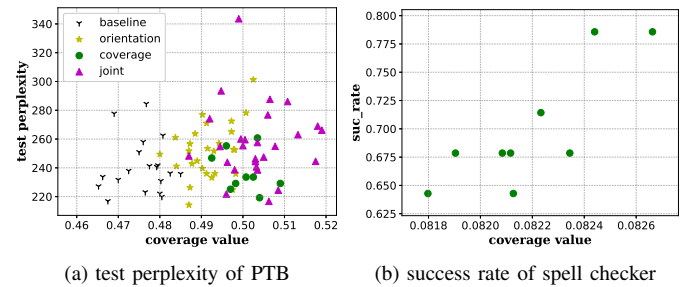 baseline
orientation
coverage
joint
test perplexity
340
320
300
280
260
240
220
0.46 0.47 0.48 0.49 0.50 0.51 0.52
coverage value
(a) test perplexity of PTB
suc_rate
0.800
0.775
0.750
0.725
0.700
0.675
0.650
0.625
0.0818 0.0820 0.0822 0.0824 0.0826
coverage value
(b) success rate of spell checker